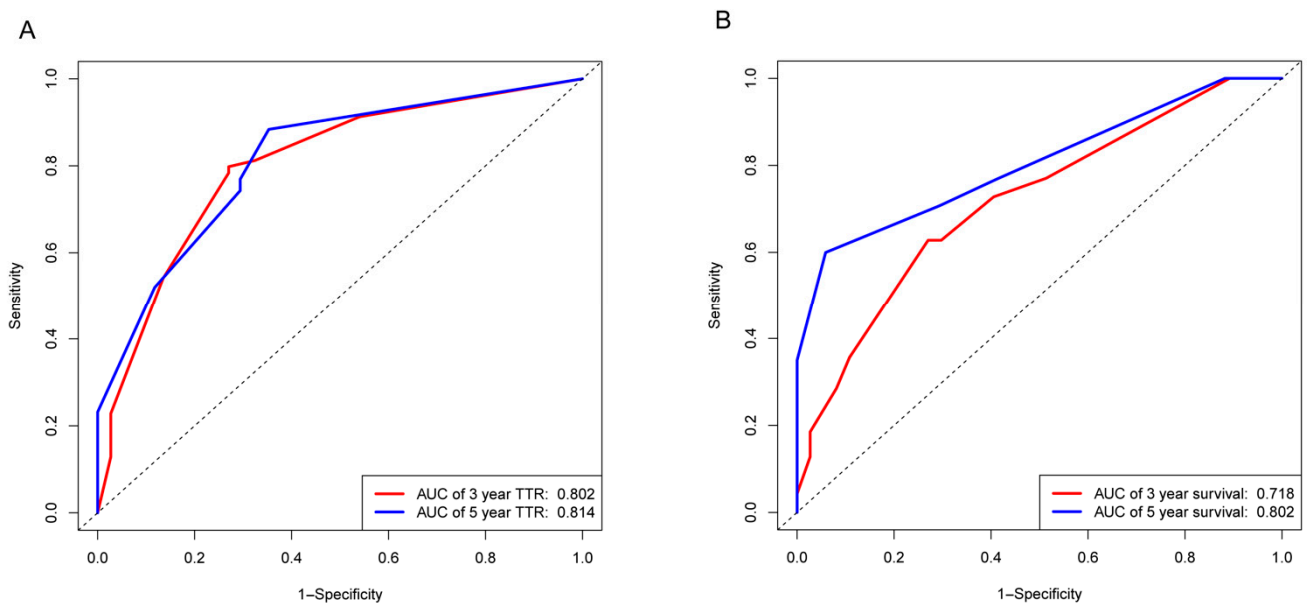 A
1.0
0.8
0.6
0.4
0.2
0.0
Sensitivity
0.0 0.2 0.4 0.6 0.8 1.0
1−Specificity
AUC of 3 year TTR: 0.802
AUC of 5 year TTR: 0.814
B
1.0
0.8
0.6
0.4
0.2
0.0
Sensitivity
0.0 0.2 0.4 0.6 0.8 1.0
1−Specificity
AUC of 3 year survival: 0.718
AUC of 5 year survival: 0.802